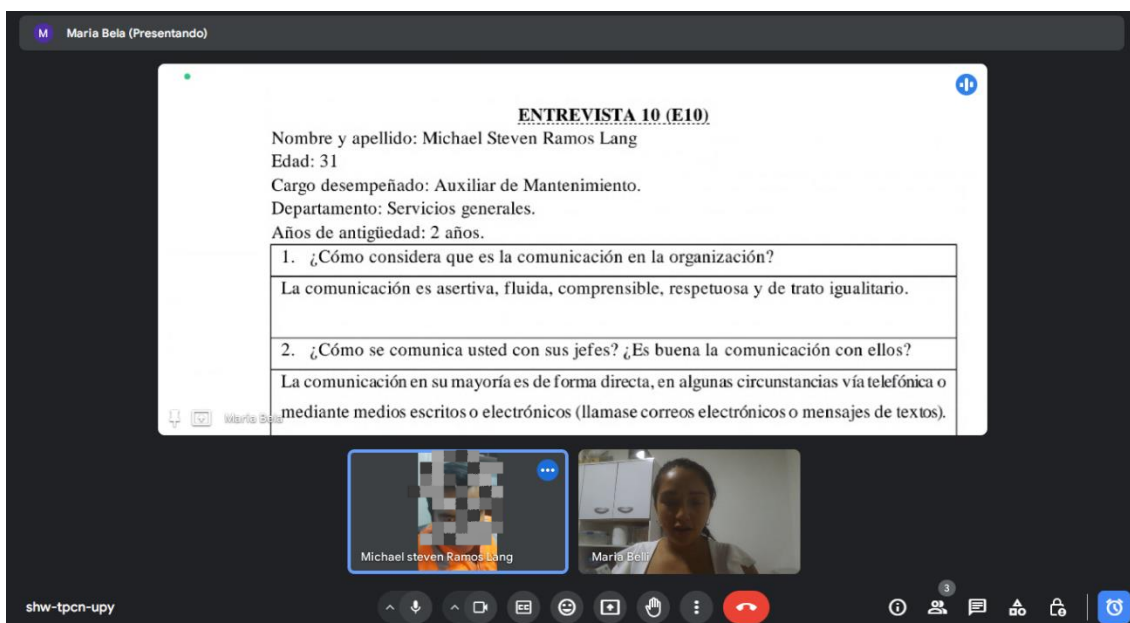 M
Maria Bela (Presentando)
ENTREVISTA 10 (E10)
Nombre y apellido: Michael Steven Ramos Lang
Edad: 31
Cargo desempeñado: Auxiliar de Mantenimiento.
Departamento: Servicios generales.
Años de antigüedad: 2 años.
1. ¿Cómo considera que es la comunicación en la organización?
La comunicación es asertiva, fluida, comprensible, respetuosa y de trato igualitario.
2. ¿Cómo se comunica usted con sus jefes? ¿Es buena la comunicación con ellos?
La comunicación en su mayoría es de forma directa, en algunas circunstancias vía telefónica o
mediante medios escritos o electrónicos (llamase correos electrónicos o mensajes de textos).
Maria Bela
Michael steven Ramos Lang
Maria Belli
shw-tpcn-upy
CC
3